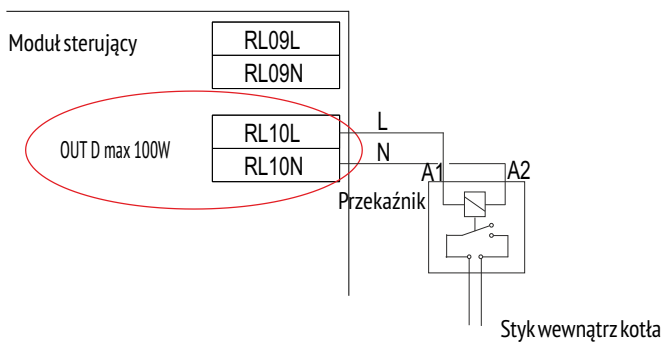 Moduł sterujący
RL09L
RL09N
OUT D max 100W
RL10L
RL10N
L
N
A1
A2
Przekaźnik
Styk wewnątrz kotła